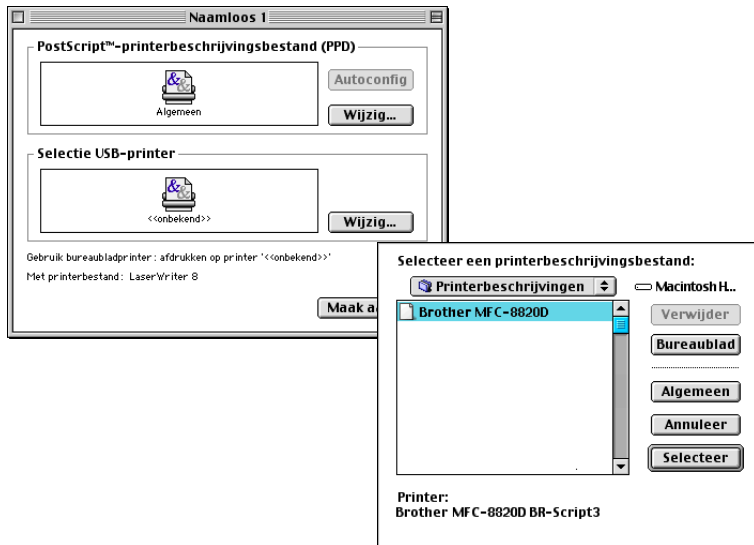 Naamloos 1
PostScript™-printerbeschrijvingsbestand (PPD)
Algemeen
Autoconfig
Wijzig...
Selectie USB-printer
<<onbekend>>
Wijzig...
Gebruik bureaubladprinter: afdrukken op printer '<<onbekend>>'
Met printerbestand: LaserWriter 8
Maak a
Selecteer een printerbeschrijvingsbestand:
Printerbeschrijvingen
Macintosh H...
Brother MFC-8820D
Verwijder
Bureaublad
Algemeen
Annuleer
Selecteer
Printer:
Brother MFC-8820D BR-Script3